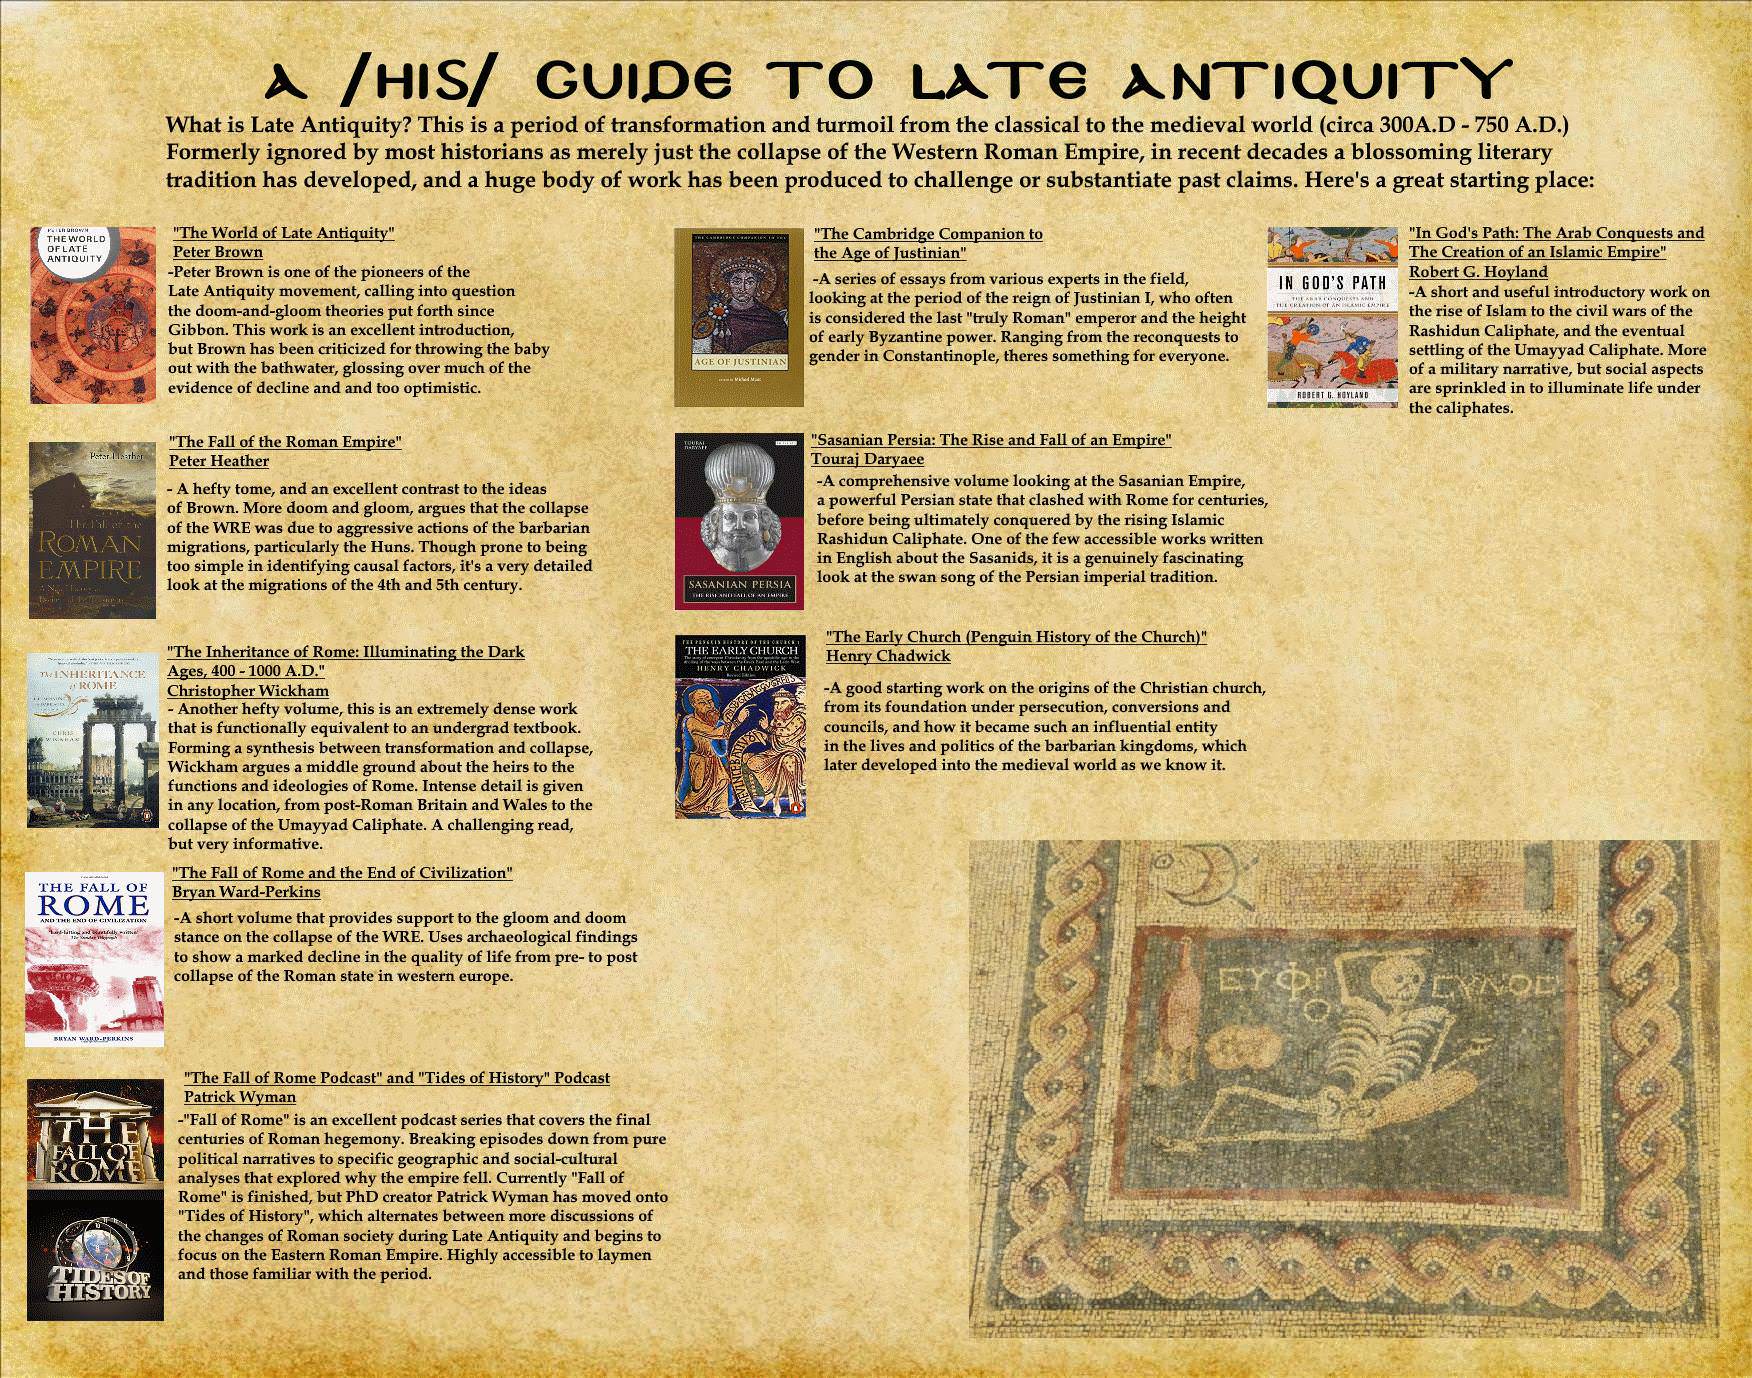 A /HIS/ GUIDE TO LATE ANTIQUITY
What is Late Antiquity? This is a period of transformation and turmoil from the classical to the medieval world (circa 300A.D - 750 A.D.)
Formerly ignored by most historians as merely just the collapse of the Western Roman Empire, in recent decades a blossoming literary
tradition has developed, and a huge body of work has been produced to challenge or substantiate past claims. Here's a great starting place:
PETER BROWN
THE WORLD
OF LATE
ANTIQUITY
"The World of Late Antiquity"
Peter Brown
-Peter Brown is one of the pioneers of the
Late Antiquity movement, calling into question
the doom-and-gloom theories put forth since
Gibbon. This work is an excellent introduction,
but Brown has been criticized for throwing the baby
out with the bathwater, glossing over much of the
evidence of decline and and too optimistic.
Peter Heather
The Fall of the
ROMAN
EMPIRE
"The Fall of the Roman Empire"
Peter Heather
- A hefty tome, and an excellent contrast to the ideas
of Brown. More doom and gloom, argues that the collapse
of the WRE was due to aggressive actions of the barbarian
migrations, particularly the Huns. Though prone to being
too simple in identifying causal factors, it's a very detailed
look at the migrations of the 4th and 5th century.
The INHERITANCE
of ROME
CHRIS
WICKHAM
"The Inheritance of Rome: Illuminating the Dark
Ages, 400 - 1000 A.D."
Christopher Wickham
- Another hefty volume, this is an extremely dense work
that is functionally equivalent to an undergrad textbook.
Forming a synthesis between transformation and collapse,
Wickham argues a middle ground about the heirs to the
functions and ideologies of Rome. Intense detail is given
in any location, from post-Roman Britain and Wales to the
collapse of the Umayyad Caliphate. A challenging read,
but very informative.
THE FALL OF
ROME
AND THE END OF CIVILIZATION
BRYAN WARD-PERKINS
"The Fall of Rome and the End of Civilization"
Bryan Ward-Perkins
-A short volume that provides support to the gloom and doom
stance on the collapse of the WRE. Uses archaeological findings
to show a marked decline in the quality of life from pre- to post
collapse of the Roman state in western europe.
THE
FALL OF
ROME
TIDES OF
HISTORY
"The Fall of Rome Podcast" and "Tides of History" Podcast
Patrick Wyman
-"Fall of Rome" is an excellent podcast series that covers the final
centuries of Roman hegemony. Breaking episodes down from pure
political narratives to specific geographic and social-cultural
analyses that explored why the empire fell. Currently "Fall of
Rome" is finished, but PhD creator Patrick Wyman has moved onto
"Tides of History", which alternates between more discussions of
the changes of Roman society during Late Antiquity and begins to
focus on the Eastern Roman Empire. Highly accessible to laymen
and those familiar with the period.
THE CAMBRIDGE COMPANION TO THE
AGE OF JUSTINIAN
"The Cambridge Companion to
the Age of Justinian"
-A series of essays from various experts in the field,
looking at the period of the reign of Justinian I, who often
is considered the last "truly Roman" emperor and the height
of early Byzantine power. Ranging from the reconquests to
gender in Constantinople, theres something for everyone.
TOURAJ
DARYAEE
SASANIAN PERSIA
THE RISE AND FALL OF AN EMPIRE
"Sasanian Persia: The Rise and Fall of an Empire"
Touraj Daryaee
-A comprehensive volume looking at the Sasanian Empire,
a powerful Persian state that clashed with Rome for centuries,
before being ultimately conquered by the rising Islamic
Rashidun Caliphate. One of the few accessible works written
in English about the Sasanids, it is a genuinely fascinating
look at the swan song of the Persian imperial tradition.
THE PENGUIN HISTORY OF THE CHURCH
THE EARLY CHURCH
HENRY CHADWICK
Revised Edition
"The Early Church (Penguin History of the Church)"
Henry Chadwick
-A good starting work on the origins of the Christian church,
from its foundation under persecution, conversions and
councils, and how it became such an influential entity
in the lives and politics of the barbarian kingdoms, which
later developed into the medieval world as we know it.
IN GOD'S PATH
THE ARAB CONQUESTS AND
THE CREATION OF AN ISLAMIC EMPIRE
ROBERT G. HOYLAND
"In God's Path: The Arab Conquests and
The Creation of an Islamic Empire"
Robert G. Hoyland
-A short and useful introductory work on
the rise of Islam to the civil wars of the
Rashidun Caliphate, and the eventual
settling of the Umayyad Caliphate. More
of a military narrative, but social aspects
are sprinkled in to illuminate life under
the caliphates.